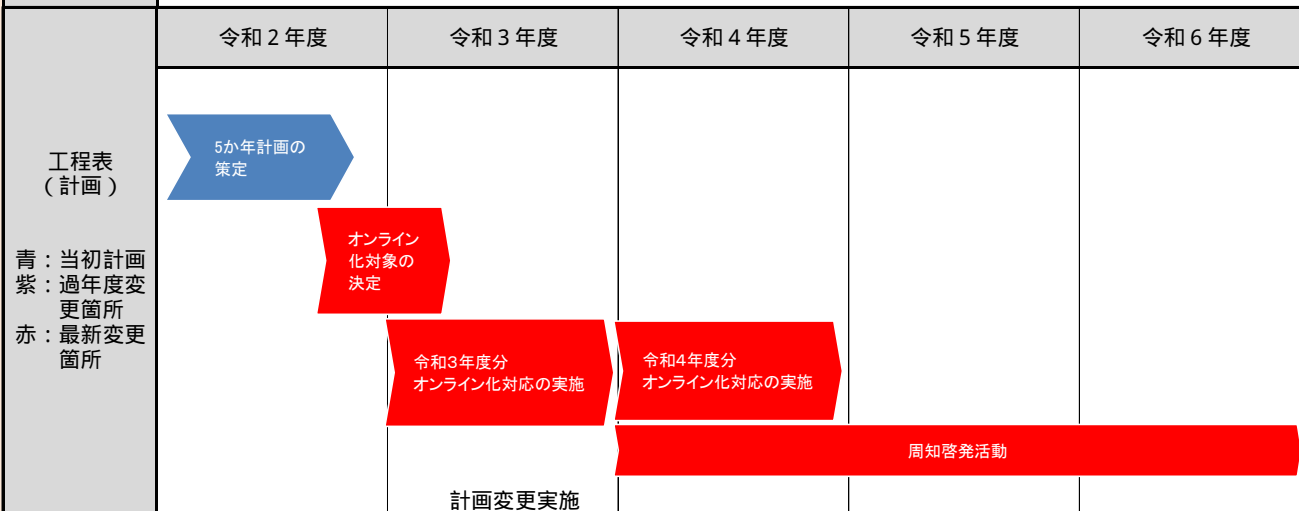 令和２年度
令和３年度
令和４年度
令和５年度
令和６年度
工程表
（計画）
青：当初計画
紫：過年度変
更箇所
赤：最新変更
箇所
5か年計画の
策定
オンライン
化対象の
決定
令和3年度分
オンライン化対応の実施
令和4年度分
オンライン化対応の実施
周知啓発活動
計画変更実施